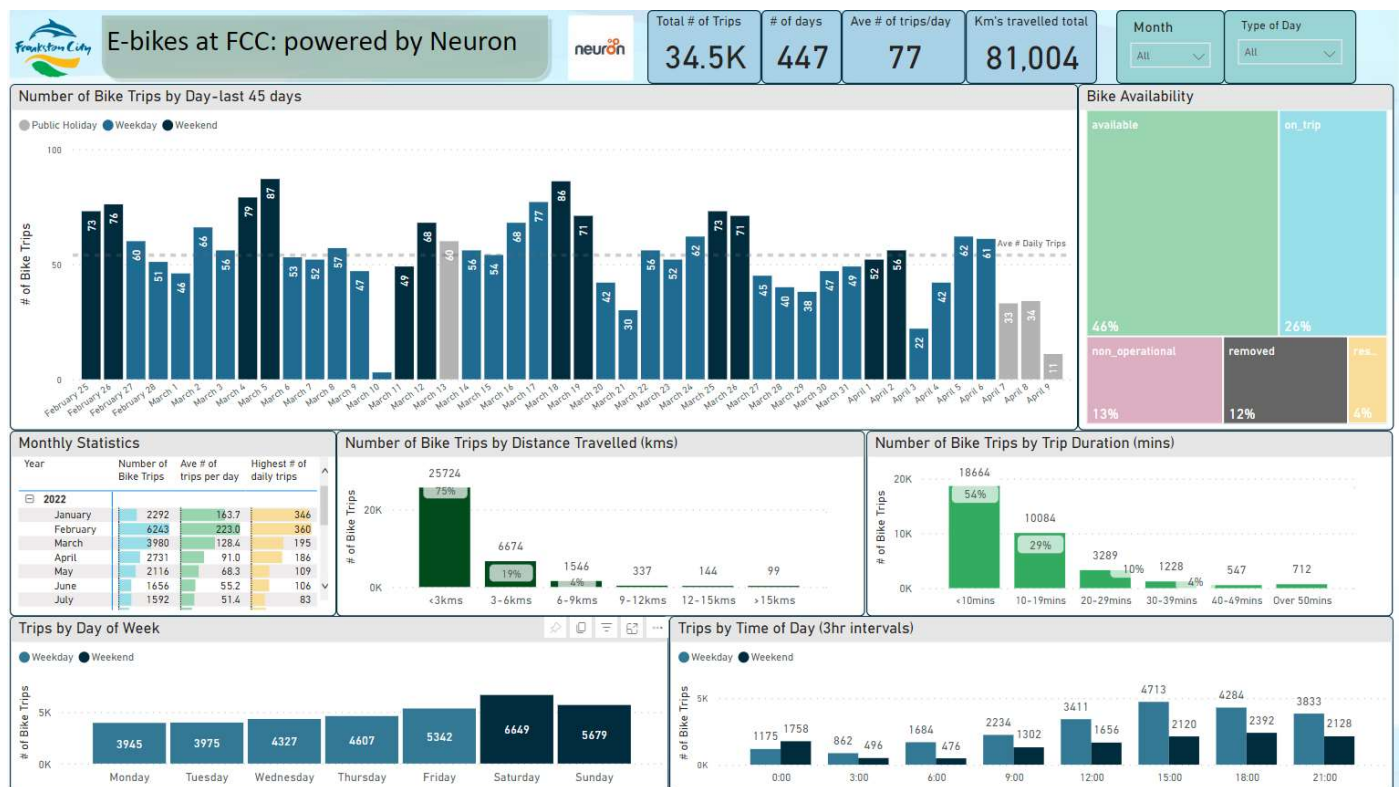 Frankston City
E-bikes at FCC: powered by Neuron
neuron
Total # of Trips
34.5K
# of days
447
Ave # of trips/day
77
Km's travelled total
81,004
Month
All
Type of Day
All
Number of Bike Trips by Day-last 45 days
Public Holiday Weekday Weekend
100
50
0
# of Bike Trips
Ave # Daily Trips
73 76 60 51 46 66 56 79 87 53 52 57 47 49 68 60 56 54 68 77 86 71 42 30 56 52 62 73 71 45 40 38 47 49 52 56 22 42 62 61 33 34 11
February 25 February 26 February 27 February 28 March 1 March 2 March 3 March 4 March 5 March 6 March 7 March 8 March 9 March 10 March 11 March 12 March 13 March 14 March 15 March 16 March 17 March 18 March 19 March 20 March 21 March 22 March 23 March 24 March 25 March 26 March 27 March 28 March 29 March 30 March 31 April 1 April 2 April 3 April 4 April 5 April 6 April 7 April 8 April 9
Bike Availability
available
46%
on_trip
26%
non_operational
13%
removed
12%
res...
4%
Monthly Statistics
Year Number of Bike Trips Ave # of trips per day Highest # of daily trips
2022
January 2292 163.7 346
February 6243 223.0 360
March 3980 128.4 195
April 2731 91.0 186
May 2116 68.3 109
June 1656 55.2 106
July 1592 51.4 83
Number of Bike Trips by Distance Travelled (kms)
# of Bike Trips
20K
0K
25724 6674 1546 337 144 99
75% 19% 4%
<3kms 3-6kms 6-9kms 9-12kms 12-15kms >15kms
Number of Bike Trips by Trip Duration (mins)
# of Bike Trips
20K
10K
0K
18664 10084 3289 1228 547 712
54% 29% 10% 4%
<10mins 10-19mins 20-29mins 30-39mins 40-49mins Over 50mins
Trips by Day of Week
Weekday Weekend
# of Bike Trips
5K
0K
3945 3975 4327 4607 5342 6649 5679
Monday Tuesday Wednesday Thursday Friday Saturday Sunday
Trips by Time of Day (3hr intervals)
Weekday Weekend
# of Bike Trips
5K
0K
1175 1758 862 496 1684 476 2234 1302 3411 1656 4713 2120 4284 2392 3833 2128
0:00 3:00 6:00 9:00 12:00 15:00 18:00 21:00